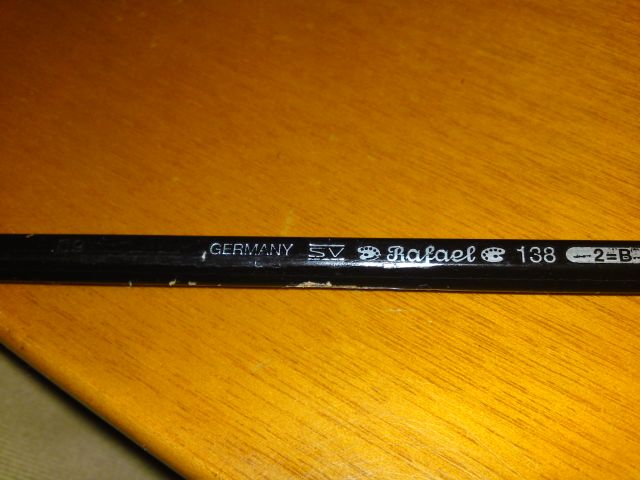 GERMANY SV Rafael 138 2=B